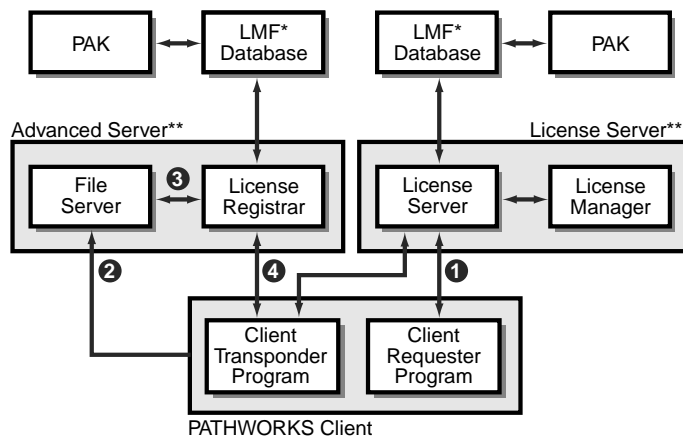 PAK
LMF*
Database
LMF*
Database
PAK
Advanced Server**
License Server**
File
Server
3
License
Registrar
License
Server
License
Manager
2
4
1
Client
Transponder
Program
Client
Requester
Program
PATHWORKS Client